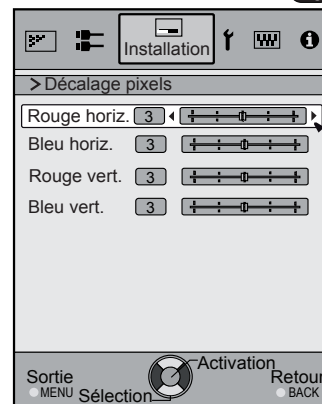 Installation
>Décalage pixels
Rouge horiz. 3
Bleu horiz. 3
Rouge vert. 3
Bleu vert. 3
Activation
Sortie Retour
MENU Sélection BACK